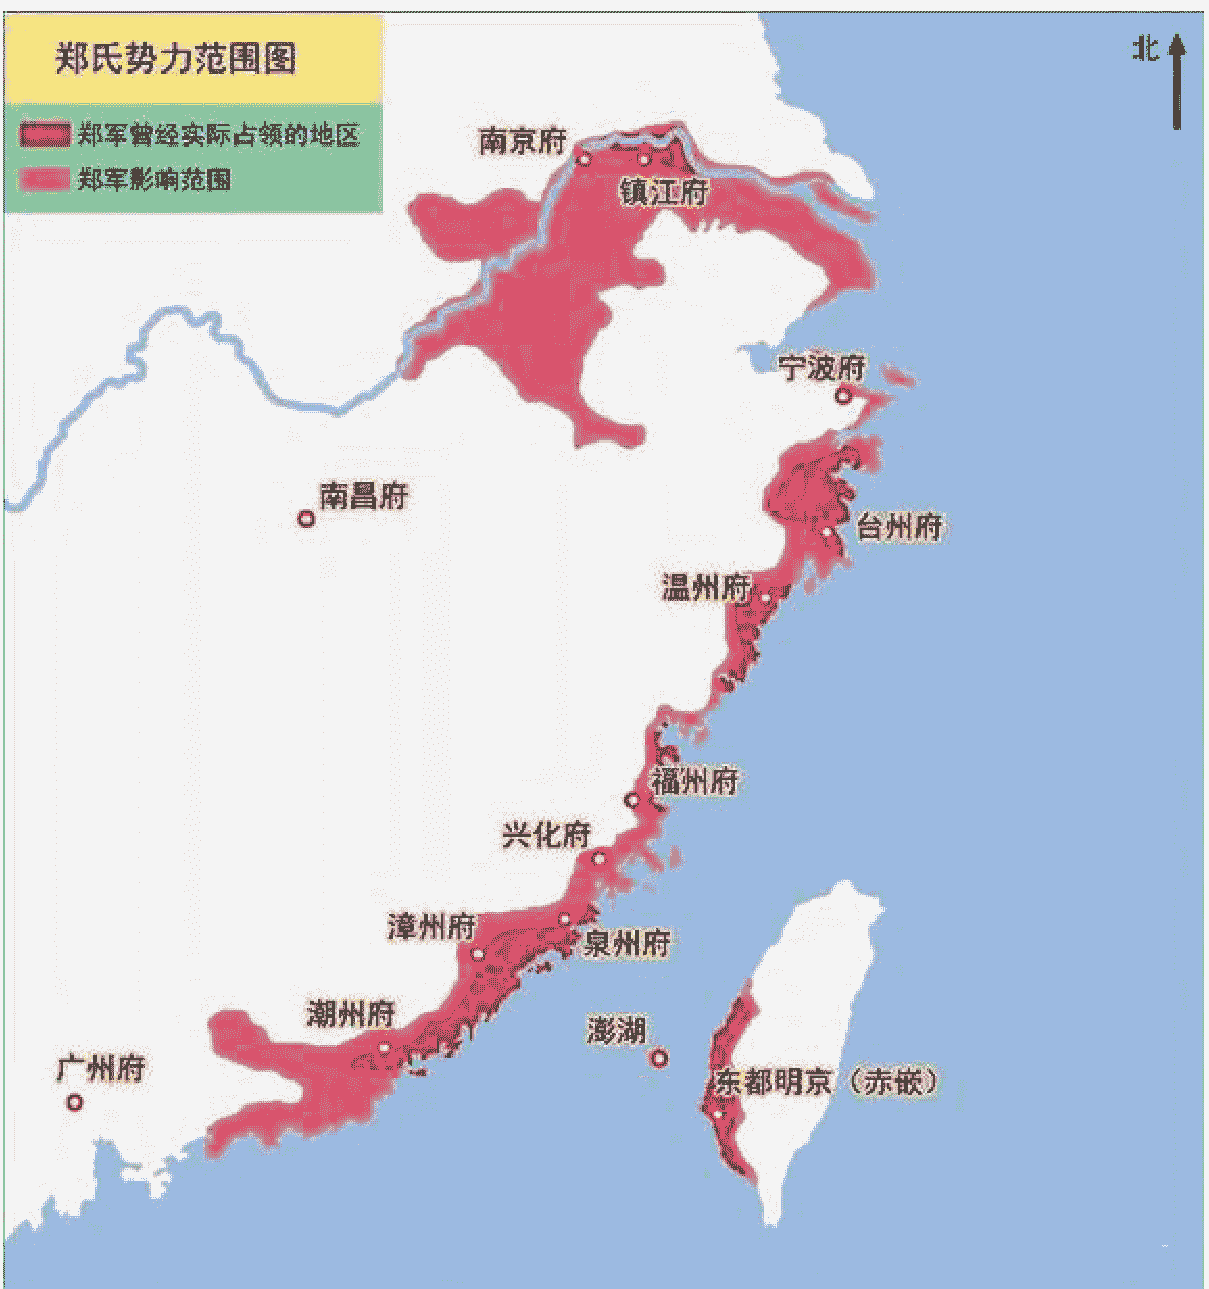 郑氏势力范围图
北
郑军曾经实际占领的地区
郑军影响范围
南京府
镇江府
宁波府
南昌府
台州府
温州府
福州府
兴化府
漳州府
泉州府
潮州府
澎湖
广州府
东都明京（赤嵌）